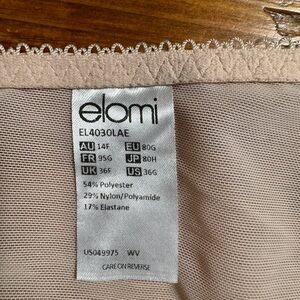 elomi
EL4030LAE
AU 14F EU 80G
FR 95G JP 80H
UK 36F US 36G
54% Polyester
29% Nylon/Polyamide
17% Elastane
US049975 WV
CARE ON REVERSE